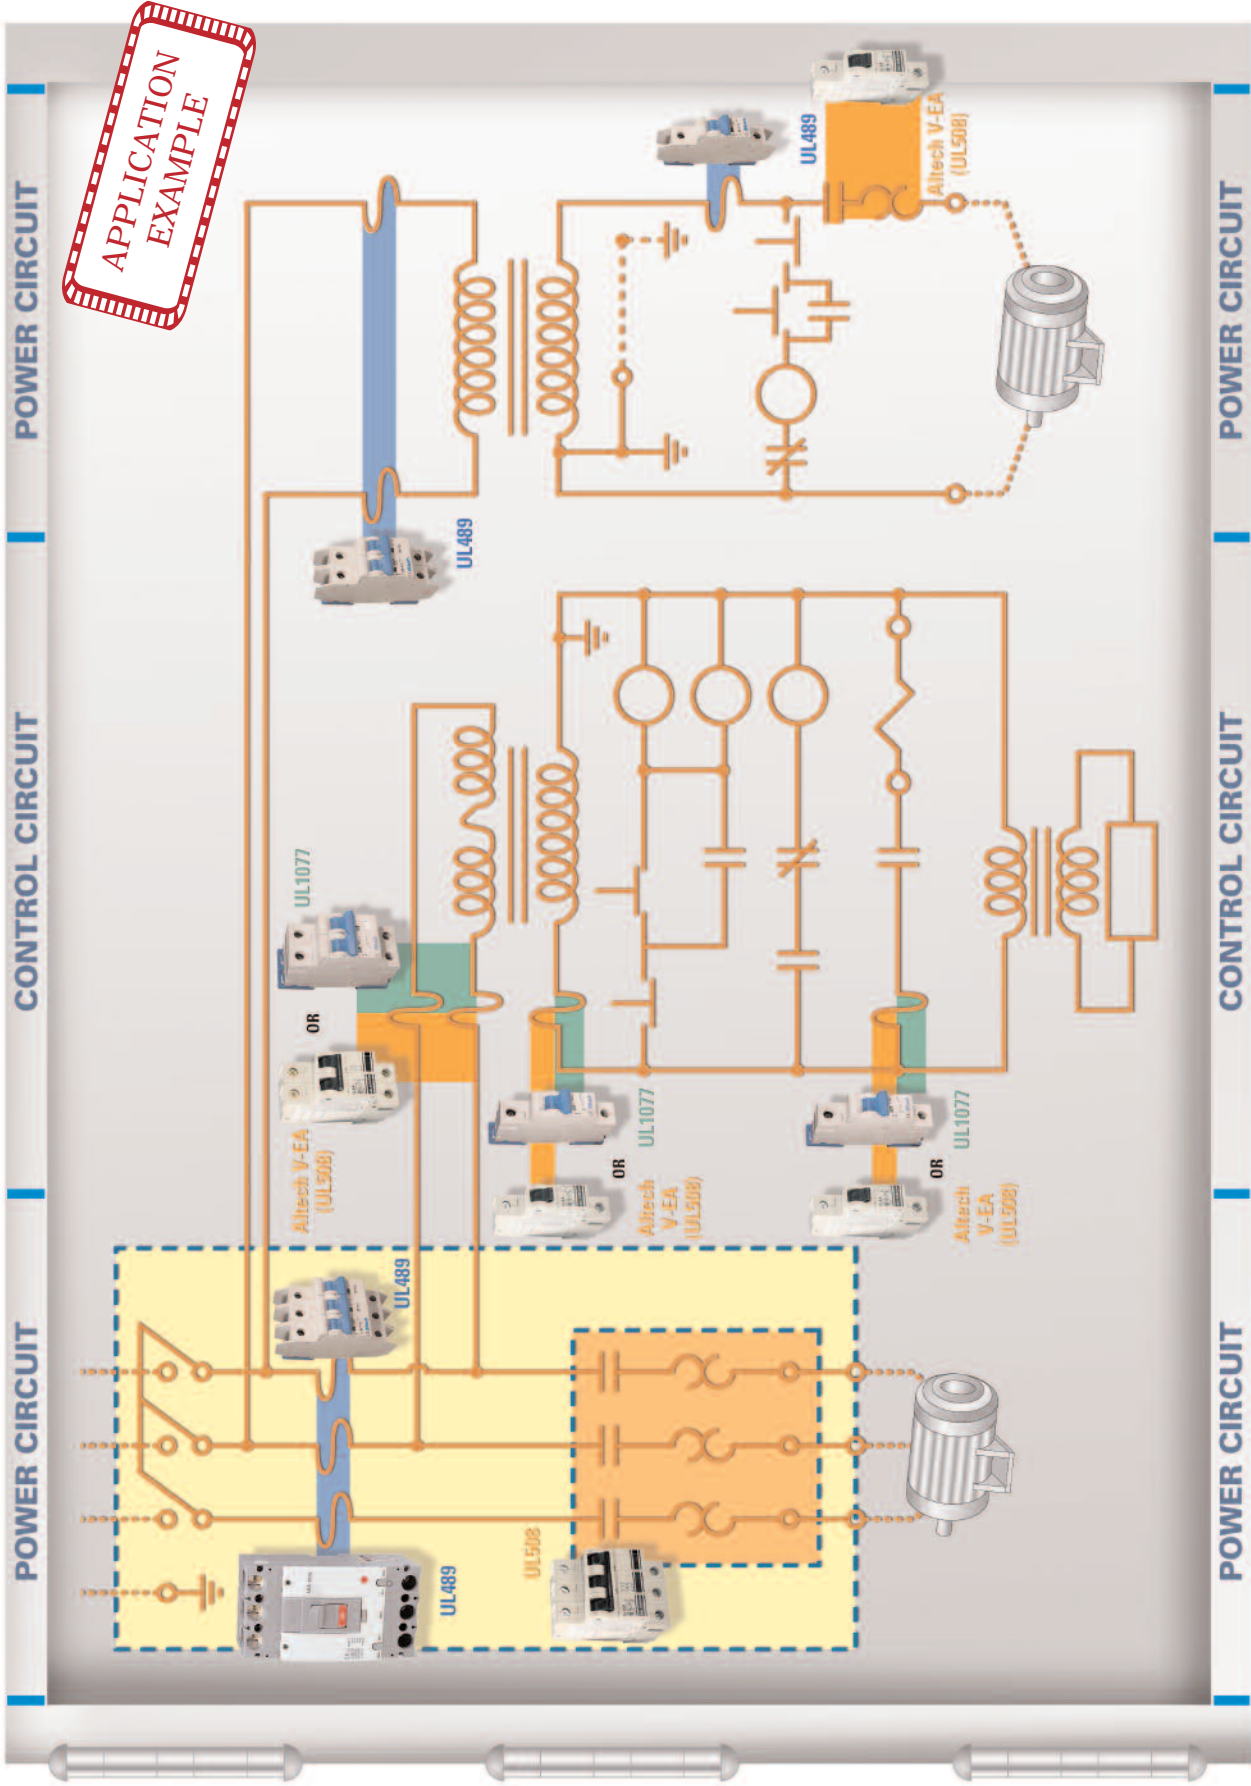 POWER CIRCUIT
CONTROL CIRCUIT
POWER CIRCUIT
APPLICATION
EXAMPLE
UL489
UL489
UL508
UL1077
OR
Altech V-EA
(UL508)
UL1077
OR
Altech
V-EA
(UL508)
UL1077
OR
Altech
V-EA
(UL508)
UL489
UL489
Altech V-EA
(UL508)
POWER CIRCUIT
CONTROL CIRCUIT
POWER CIRCUIT